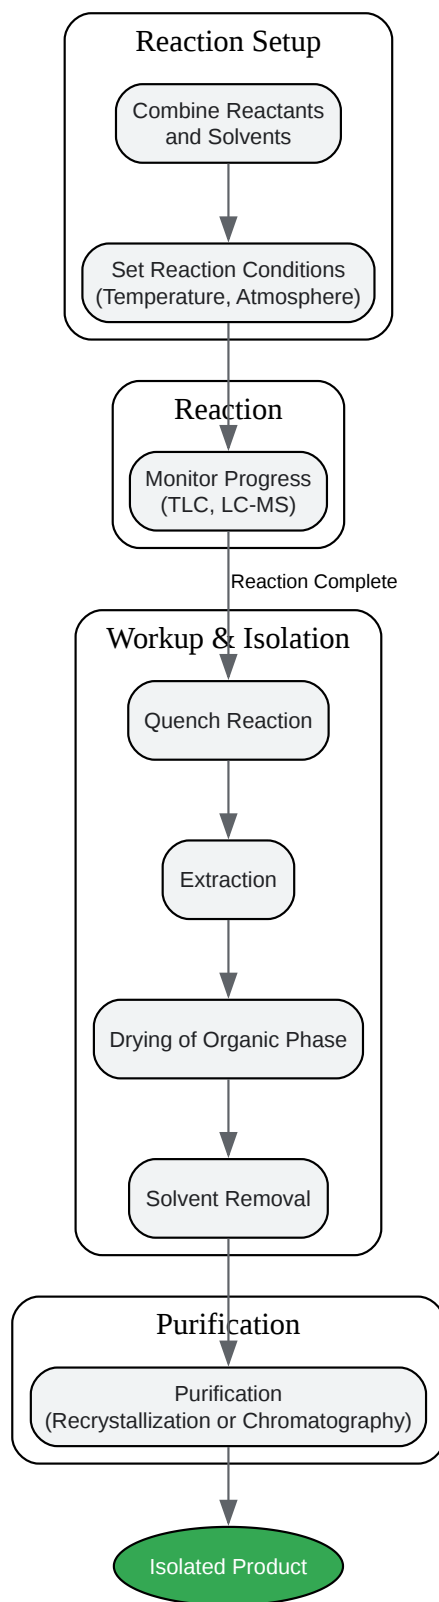 Reaction Setup
Combine Reactants
and Solvents
Set Reaction Conditions
(Temperature, Atmosphere)
Reaction
Monitor Progress
(TLC, LC-MS)
Reaction Complete
Workup & Isolation
Quench Reaction
Extraction
Drying of Organic Phase
Solvent Removal
Purification
Purification
(Recrystallization or Chromatography)
Isolated Product